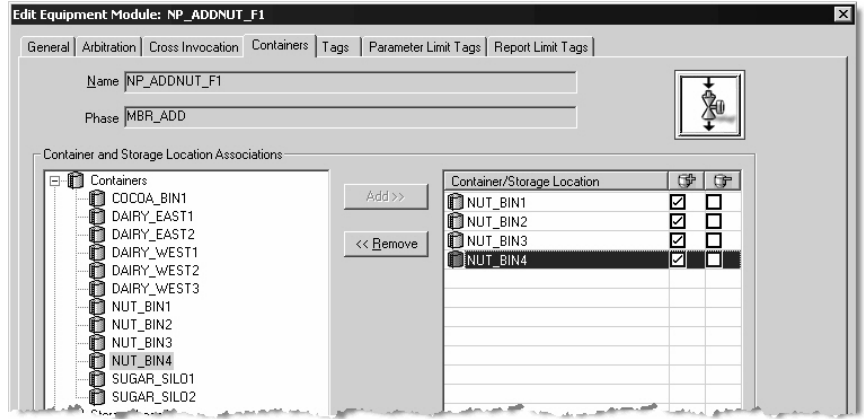 Edit Equipment Module: NP_ADDNUT_F1
General Arbitration Cross Invocation Containers Tags Parameter Limit Tags Report Limit Tags
Name NP_ADDNUT_F1
Phase MBR_ADD
Container and Storage Location Associations
Containers
COCOA_BIN1
DAIRY_EAST1
DAIRY_EAST2
DAIRY_WEST1
DAIRY_WEST2
DAIRY_WEST3
NUT_BIN1
NUT_BIN2
NUT_BIN3
NUT_BIN4
SUGAR_SILO1
SUGAR_SILO2
Add >>
<< Remove
Container/Storage Location
NUT_BIN1
NUT_BIN2
NUT_BIN3
NUT_BIN4